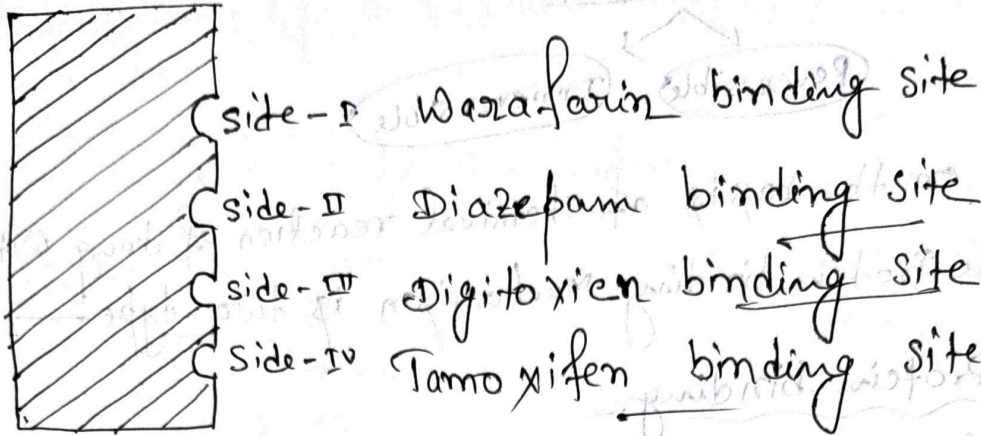 side-I Warafarin binding site
side-II Diazepam binding site
side-III Digitoxien binding site
Side-IV Tamoxifen binding site